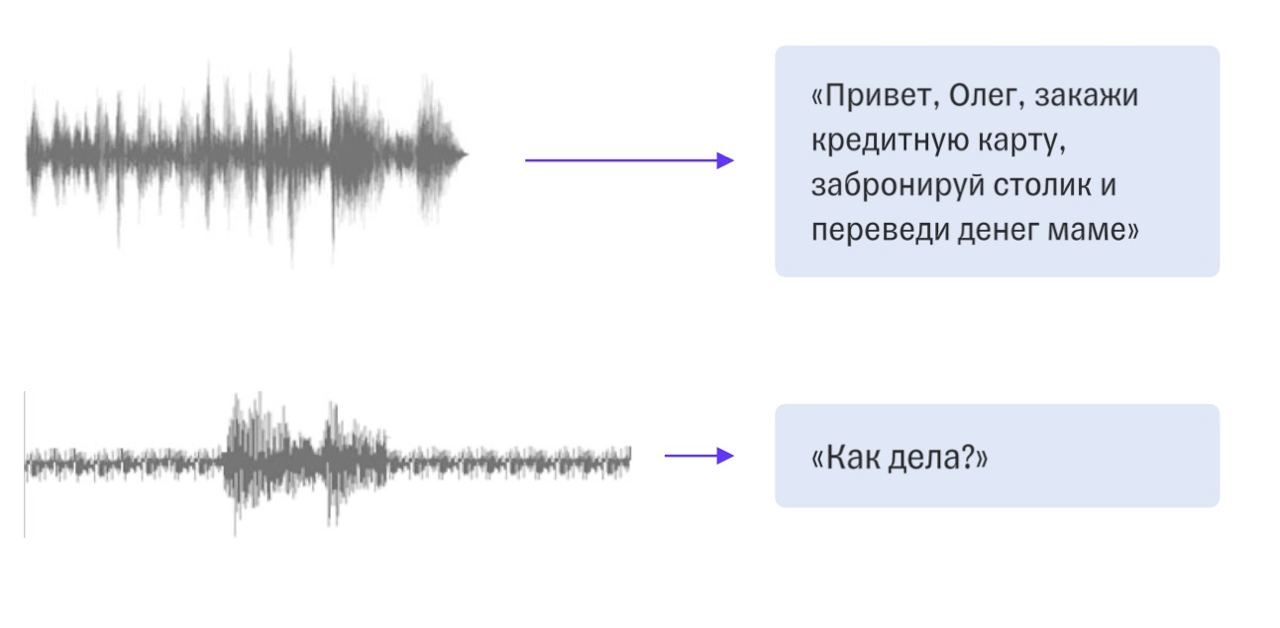 «Привет, Олег, закажи
кредитную карту,
забронируй столик и
переведи денег маме»
«Как дела?»